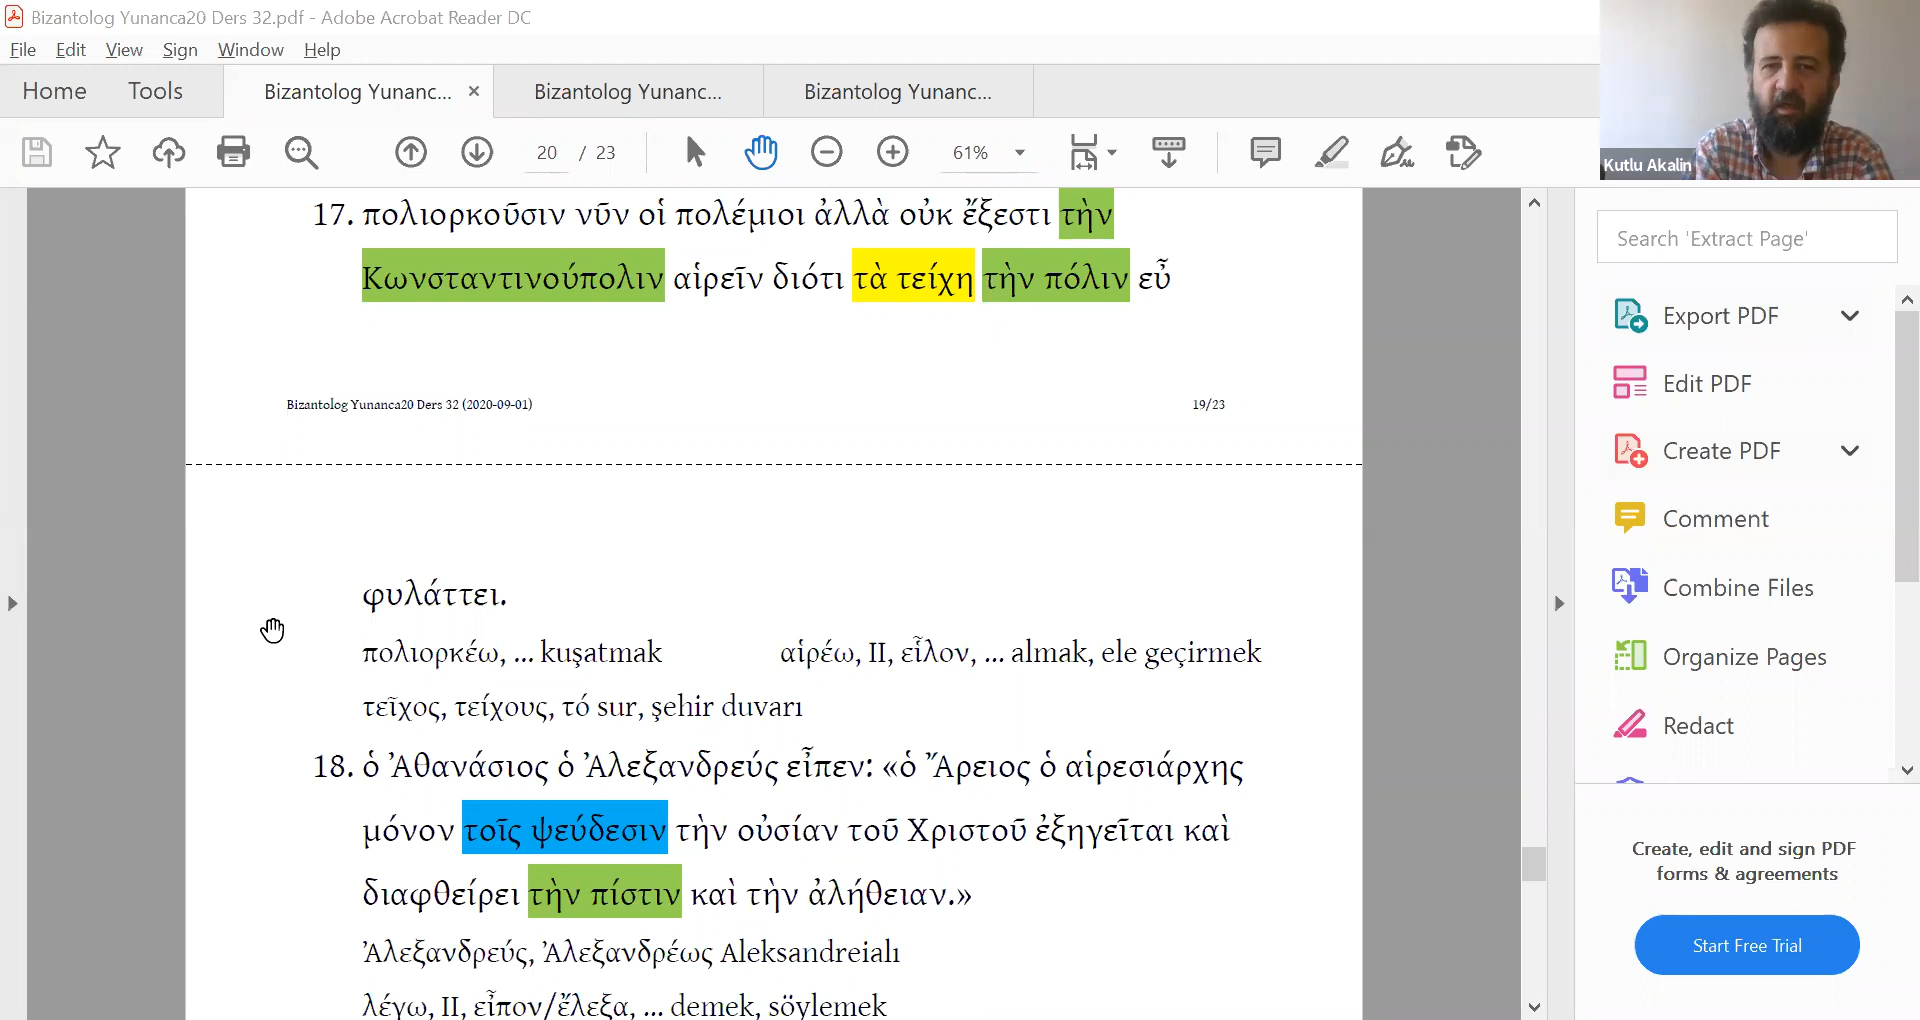 Bizantolog Yunanca20 Ders 32.pdf - Adobe Acrobat Reader DC
File Edit View Sign Window Help
Home Tools Bizantolog Yunanc... × Bizantolog Yunanc... Bizantolog Yunanc...
20 / 23 61%
Kutlu Akalin
17. πολιορκοῦσιν νῦν οἱ πολέμιοι ἀλλὰ οὐκ ἔξεστι τὴν
Κωνσταντινούπολιν αἱρεῖν διότι τὰ τείχη τὴν πόλιν εὖ
Bizantolog Yunanca20 Ders 32 (2020-09-01) 19/23
φυλάττει.
πολιορκέω, ... kuşatmak αἱρέω, II, εἷλον, ... almak, ele geçirmek
τεῖχος, τείχους, τό sur, şehir duvarı
18. ὁ Ἀθανάσιος ὁ Ἀλεξανδρεύς εἶπεν: «ὁ Ἄρειος ὁ αἱρεσιάρχης
μόνον τοῖς ψεύδεσιν τὴν οὐσίαν τοῦ Χριστοῦ ἐξηγεῖται καὶ
διαφθείρει τὴν πίστιν καὶ τὴν ἀλήθειαν.»
Ἀλεξανδρεύς, Ἀλεξανδρέως Aleksandreialı
λέγω, II, εἶπον/ἔλεξα, ... demek, söylemek
Search 'Extract Page'
Export PDF
Edit PDF
Create PDF
Comment
Combine Files
Organize Pages
Redact
Create, edit and sign PDF
forms & agreements
Start Free Trial